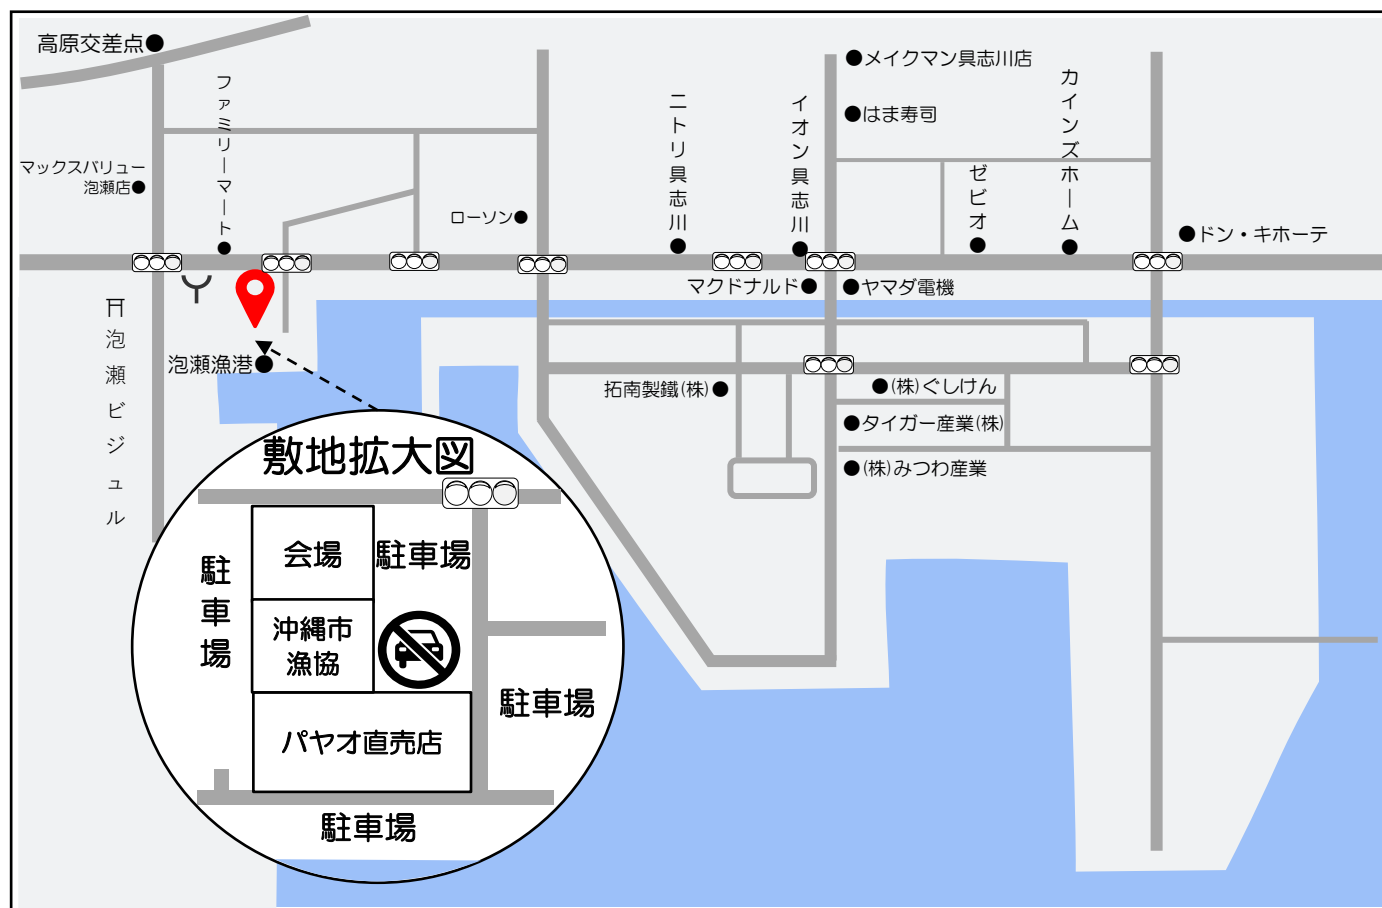 高原交差点
ファミリーマート
マックスバリュー
泡瀬店
ローソン
ニトリ具志川
イオン具志川
メイクマン具志川店
はま寿司
カインズホーム
ゼビオ
ドン・キホーテ
マクドナルド
ヤマダ電機
泡瀬ビジュル
泡瀬漁港
拓南製鐵(株)
(株)ぐしけん
タイガー産業(株)
(株)みつわ産業
敷地拡大図
会場
駐車場
駐車場
沖縄市
漁協
駐車場
パヤオ直売店
駐車場